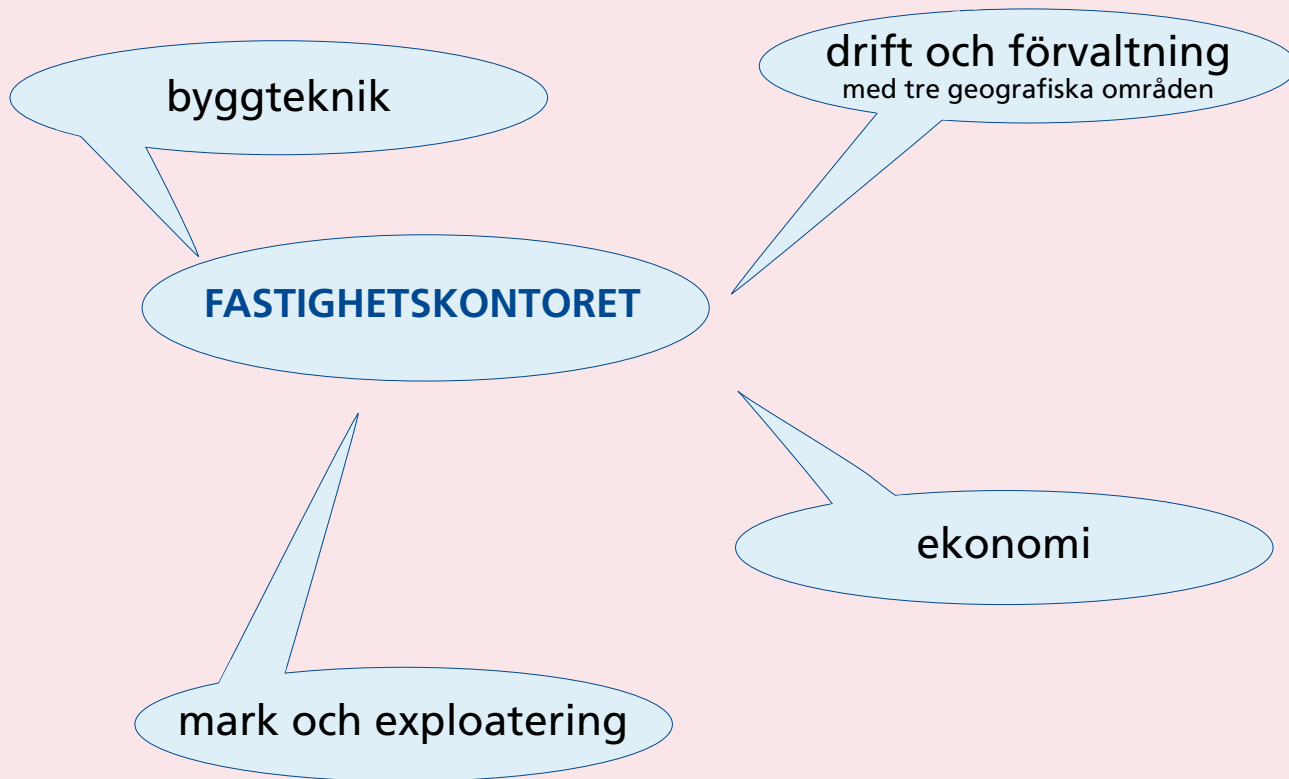 drift och förvaltning
med tre geografiska områden
byggteknik
FASTIGHETSKONTORET
ekonomi
mark och exploatering